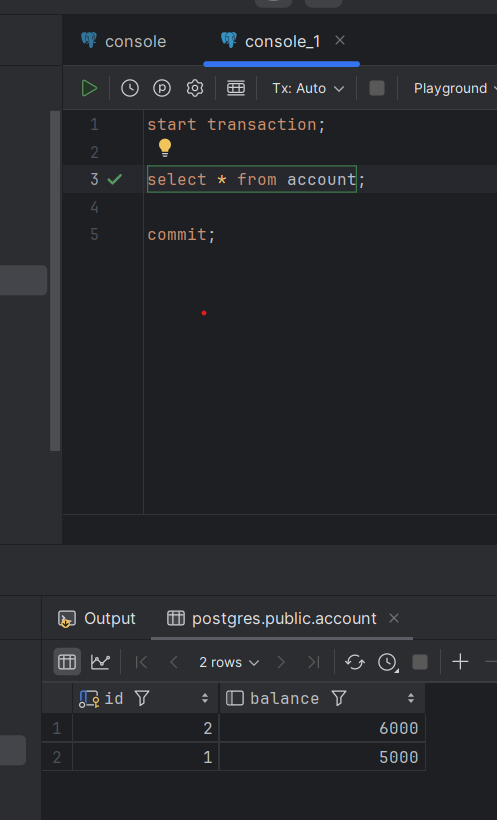 console console_1
Tx: Auto Playground
1 start transaction;
2
3 select * from account;
4
5 commit;
Output postgres.public.account
2 rows
id balance
1 2 6000
2 1 5000